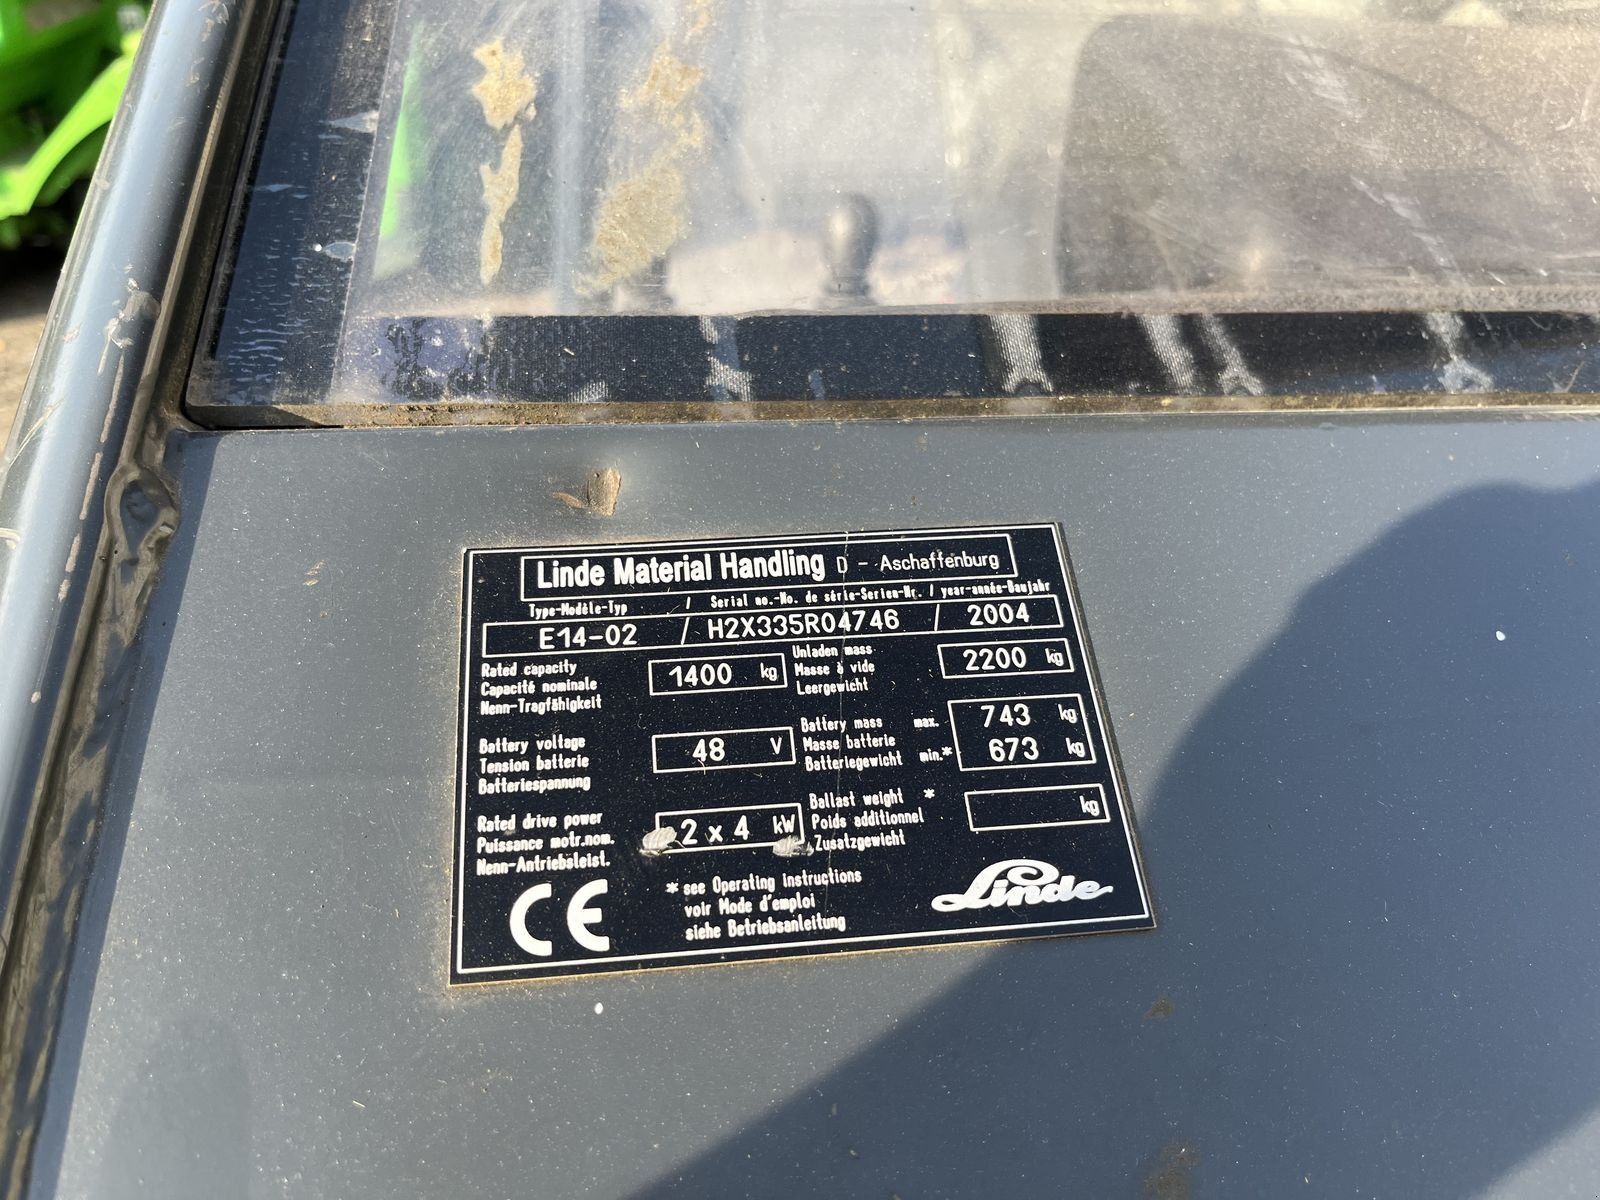 Linde Material Handling D - Aschaffenburg
Type-Modèle-Typ / Serial no.-No. de série-Serien-Nr. / year-année-Baujahr
E14-02 / H2X335R04746 / 2004
Rated capacity
Capacité nominale
Nenn-Tragfähigkeit
1400 kg
Unladen mass
Masse à vide
Leergewicht
2200 kg
Battery voltage
Tension batterie
Batteriespannung
48 V
Battery mass max. 743 kg
Masse batterie
Batteriegewicht min.* 673 kg
Rated drive power
Puissance motr.nom.
Nenn-Antriebsleist.
2 x 4 kW
Ballast weight *
Poids additionnel
Zusatzgewicht
kg
CE
* see Operating Instructions
voir Mode d'emploi
siehe Betriebsanleitung
Linde